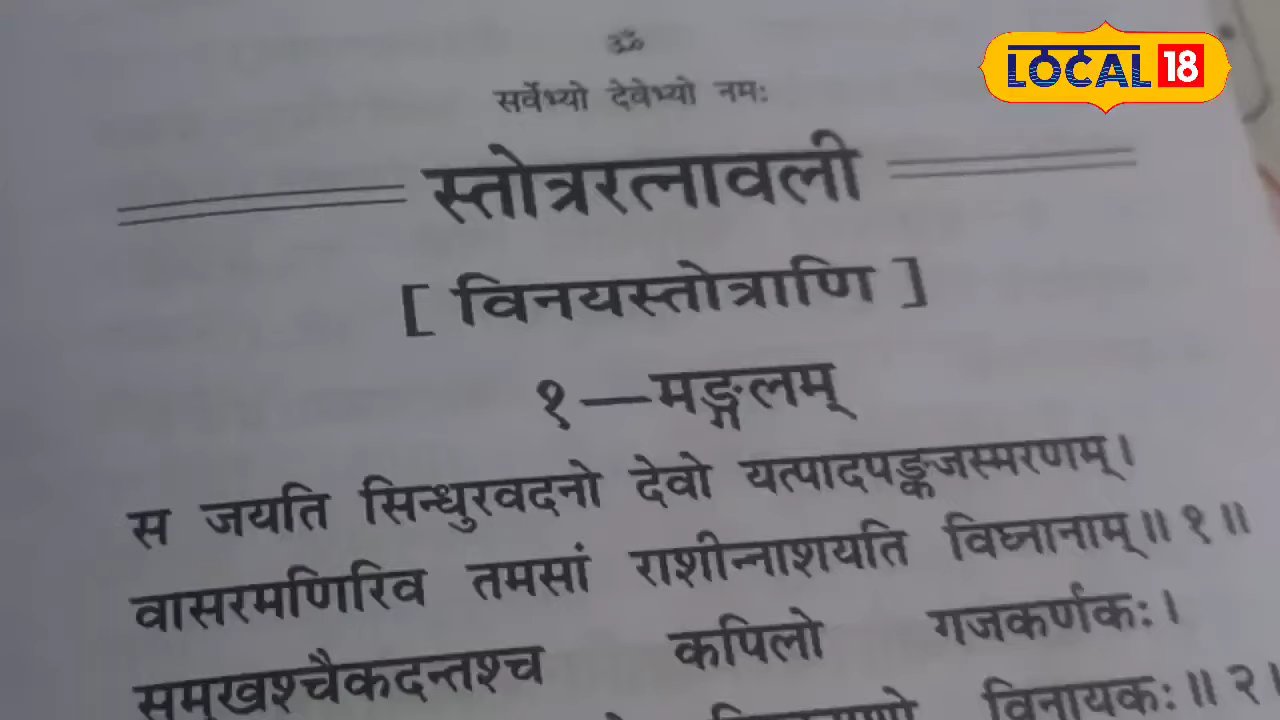 ॐ
LOCAL 18
सर्वेभ्यो देवेभ्यो नमः
स्तोत्ररत्नावली
[ विनयस्तोत्राणि ]
१—मङ्गलम्
स जयति सिन्धुरवदनो देवो यत्पादपङ्कजस्मरणम्।
वासरमणिरिव तमसां राशीन्नाशयति विघ्नानाम्॥ १॥
समुखश्चैकदन्तश्च कपिलो गजकर्णकः।
विनायकः॥ २।